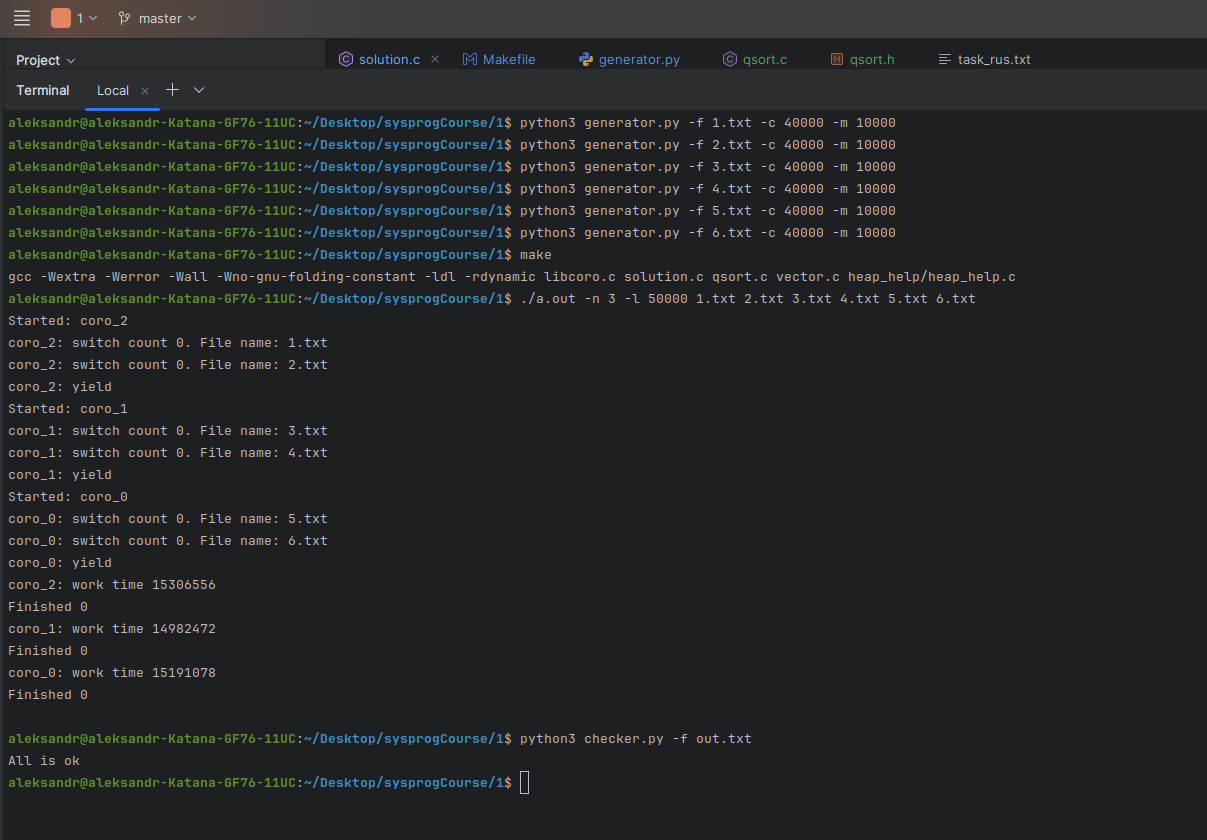 1 master
Project
solution.c Makefile generator.py qsort.c qsort.h task_rus.txt
Terminal Local
aleksandr@aleksandr-Katana-GF76-11UC:~/Desktop/sysprogCourse/1$ python3 generator.py -f 1.txt -c 40000 -m 10000
aleksandr@aleksandr-Katana-GF76-11UC:~/Desktop/sysprogCourse/1$ python3 generator.py -f 2.txt -c 40000 -m 10000
aleksandr@aleksandr-Katana-GF76-11UC:~/Desktop/sysprogCourse/1$ python3 generator.py -f 3.txt -c 40000 -m 10000
aleksandr@aleksandr-Katana-GF76-11UC:~/Desktop/sysprogCourse/1$ python3 generator.py -f 4.txt -c 40000 -m 10000
aleksandr@aleksandr-Katana-GF76-11UC:~/Desktop/sysprogCourse/1$ python3 generator.py -f 5.txt -c 40000 -m 10000
aleksandr@aleksandr-Katana-GF76-11UC:~/Desktop/sysprogCourse/1$ python3 generator.py -f 6.txt -c 40000 -m 10000
aleksandr@aleksandr-Katana-GF76-11UC:~/Desktop/sysprogCourse/1$ make
gcc -Wextra -Werror -Wall -Wno-gnu-folding-constant -ldl -rdynamic libcoro.c solution.c qsort.c vector.c heap_help/heap_help.c
aleksandr@aleksandr-Katana-GF76-11UC:~/Desktop/sysprogCourse/1$ ./a.out -n 3 -l 50000 1.txt 2.txt 3.txt 4.txt 5.txt 6.txt
Started: coro_2
coro_2: switch count 0. File name: 1.txt
coro_2: switch count 0. File name: 2.txt
coro_2: yield
Started: coro_1
coro_1: switch count 0. File name: 3.txt
coro_1: switch count 0. File name: 4.txt
coro_1: yield
Started: coro_0
coro_0: switch count 0. File name: 5.txt
coro_0: switch count 0. File name: 6.txt
coro_0: yield
coro_2: work time 15306556
Finished 0
coro_1: work time 14982472
Finished 0
coro_0: work time 15191078
Finished 0
aleksandr@aleksandr-Katana-GF76-11UC:~/Desktop/sysprogCourse/1$ python3 checker.py -f out.txt
All is ok
aleksandr@aleksandr-Katana-GF76-11UC:~/Desktop/sysprogCourse/1$